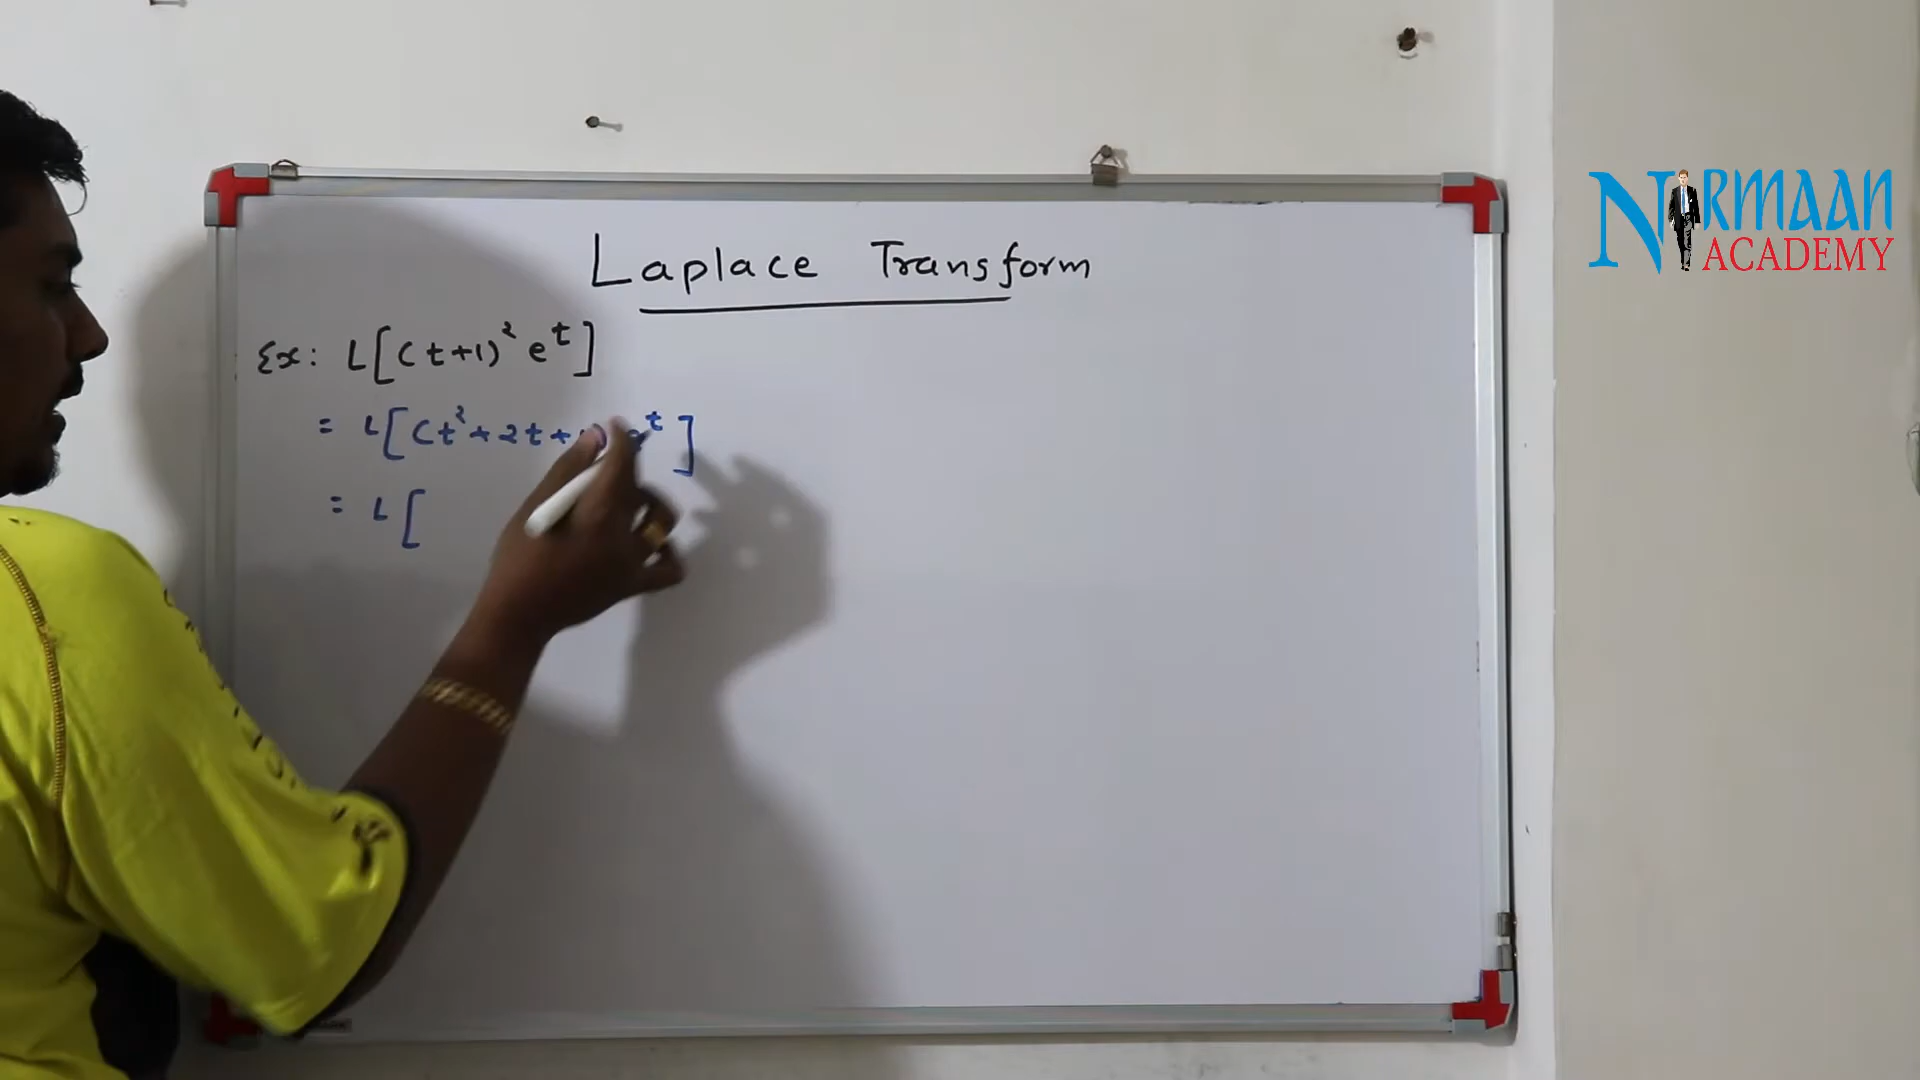 NIRMAAN
ACADEMY
Laplace Transform
Ex: L[(t+1)² e^t]
= L[(t²+2t+ e^t]
= L[